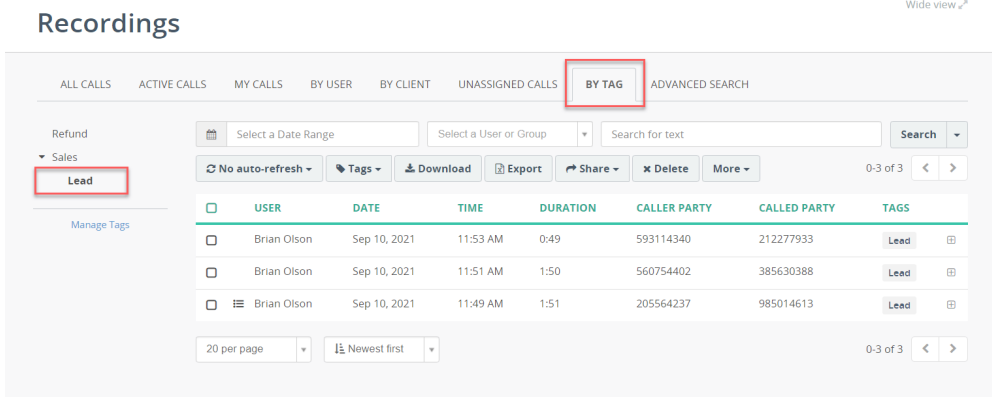 Wide view
Recordings
ALL CALLS ACTIVE CALLS MY CALLS BY USER BY CLIENT UNASSIGNED CALLS BY TAG ADVANCED SEARCH
Refund
Sales
Lead
Manage Tags
Select a Date Range Select a User or Group Search for text Search
No auto-refresh Tags Download Export Share Delete More 0-3 of 3
USER DATE TIME DURATION CALLER PARTY CALLED PARTY TAGS
Brian Olson Sep 10, 2021 11:53 AM 0:49 593114340 212277933 Lead
Brian Olson Sep 10, 2021 11:51 AM 1:50 560754402 385630388 Lead
Brian Olson Sep 10, 2021 11:49 AM 1:51 205564237 985014613 Lead
20 per page Newest first 0-3 of 3